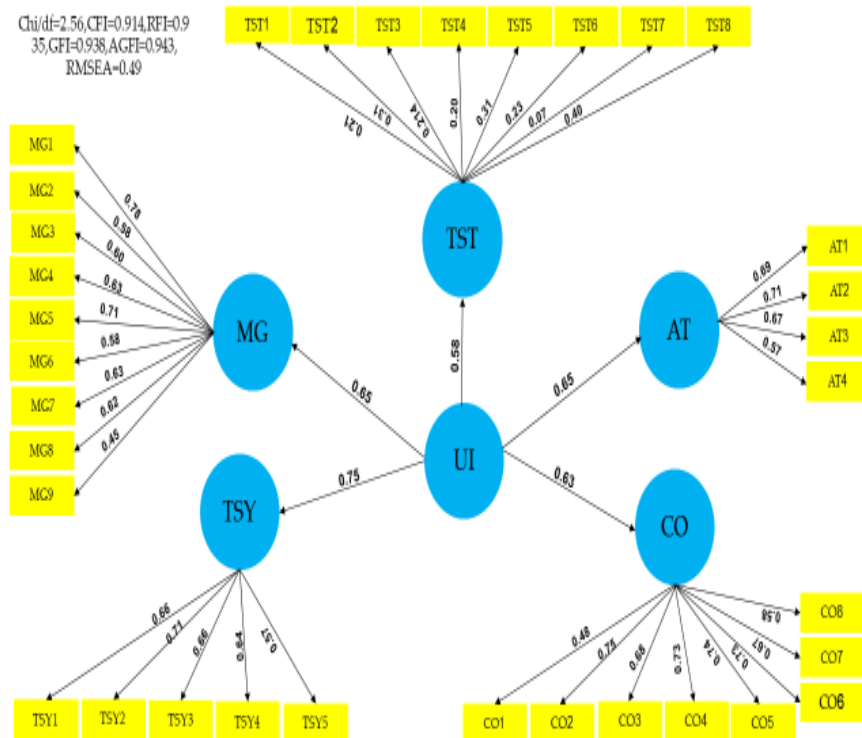 Chi/df=2.56,CFI=0.914,RFI=0.9
35,GFI=0.938,AGFI=0.943,
RMSEA=0.49
TST1
TST2
TST3
TST4
TST5
TST6
TST7
TST8
0.21
0.31
0.214
0.20
0.31
0.23
0.07
0.40
TST
MG1
MG2
MG3
MG4
MG5
MG6
MG7
MG8
MG9
0.78
0.58
0.60
0.63
0.71
0.58
0.63
0.62
0.45
MG
AT1
AT2
AT3
AT4
0.69
0.71
0.67
0.57
AT
0.58
0.65
0.65
0.75
0.63
UI
TSY
CO
0.66
0.71
0.66
0.64
0.57
TSY1
TSY2
TSY3
TSY4
TSY5
0.48
0.75
0.68
0.73
0.74
0.73
0.67
0.58
CO8
CO7
CO6
CO1
CO2
CO3
CO4
CO5